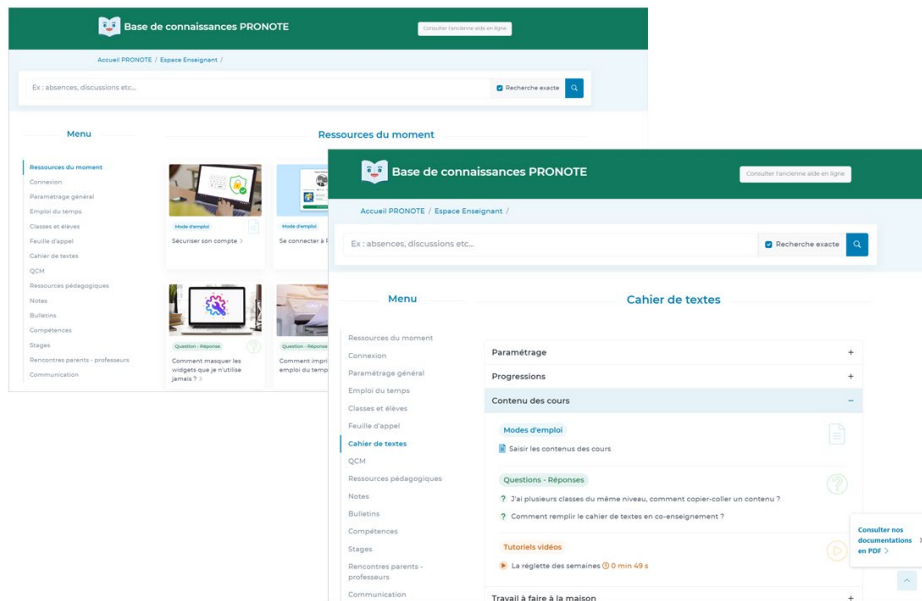 Base de connaissances PRONOTE
Consulter l'ancienne aide en ligne
Accueil PRONOTE / Espace Enseignant /
Ex : absences, discussions etc...
Recherche exacte
Menu
Ressources du moment
Ressources du moment
Connexion
Paramétrage général
Emploi du temps
Classes et élèves
Feuille d'appel
Cahier de textes
QCM
Ressources pédagogiques
Notes
Bulletins
Compétences
Stages
Rencontres parents - professeurs
Communication
Mode d'emploi
Sécuriser son compte >
Mode d'emploi
Se connecter à
Question - Réponse
Comment masquer les
widgets que je n'utilise
jamais ? >
Question - Réponse
Comment impri
emploi du temp
Base de connaissances PRONOTE
Consulter l'ancienne aide en ligne
Accueil PRONOTE / Espace Enseignant /
Ex : absences, discussions etc...
Recherche exacte
Menu
Cahier de textes
Ressources du moment
Connexion
Paramétrage général
Emploi du temps
Classes et élèves
Feuille d'appel
Cahier de textes
QCM
Ressources pédagogiques
Notes
Bulletins
Compétences
Stages
Rencontres parents -
professeurs
Communication
Paramétrage +
Progressions +
Contenu des cours −
Modes d'emploi
Saisir les contenus des cours
Questions - Réponses
? J'ai plusieurs classes du même niveau, comment copier-coller un contenu ?
? Comment remplir le cahier de textes en co-enseignement ?
Tutoriels vidéos
La réglette des semaines 0 min 49 s
Travail à faire à la maison +
Consulter nos
documentations
en PDF >